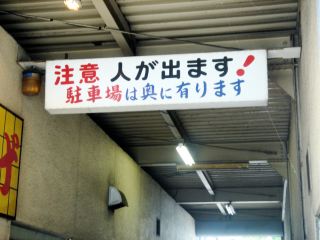 注意 人が出ます!
駐車場は奥に有ります